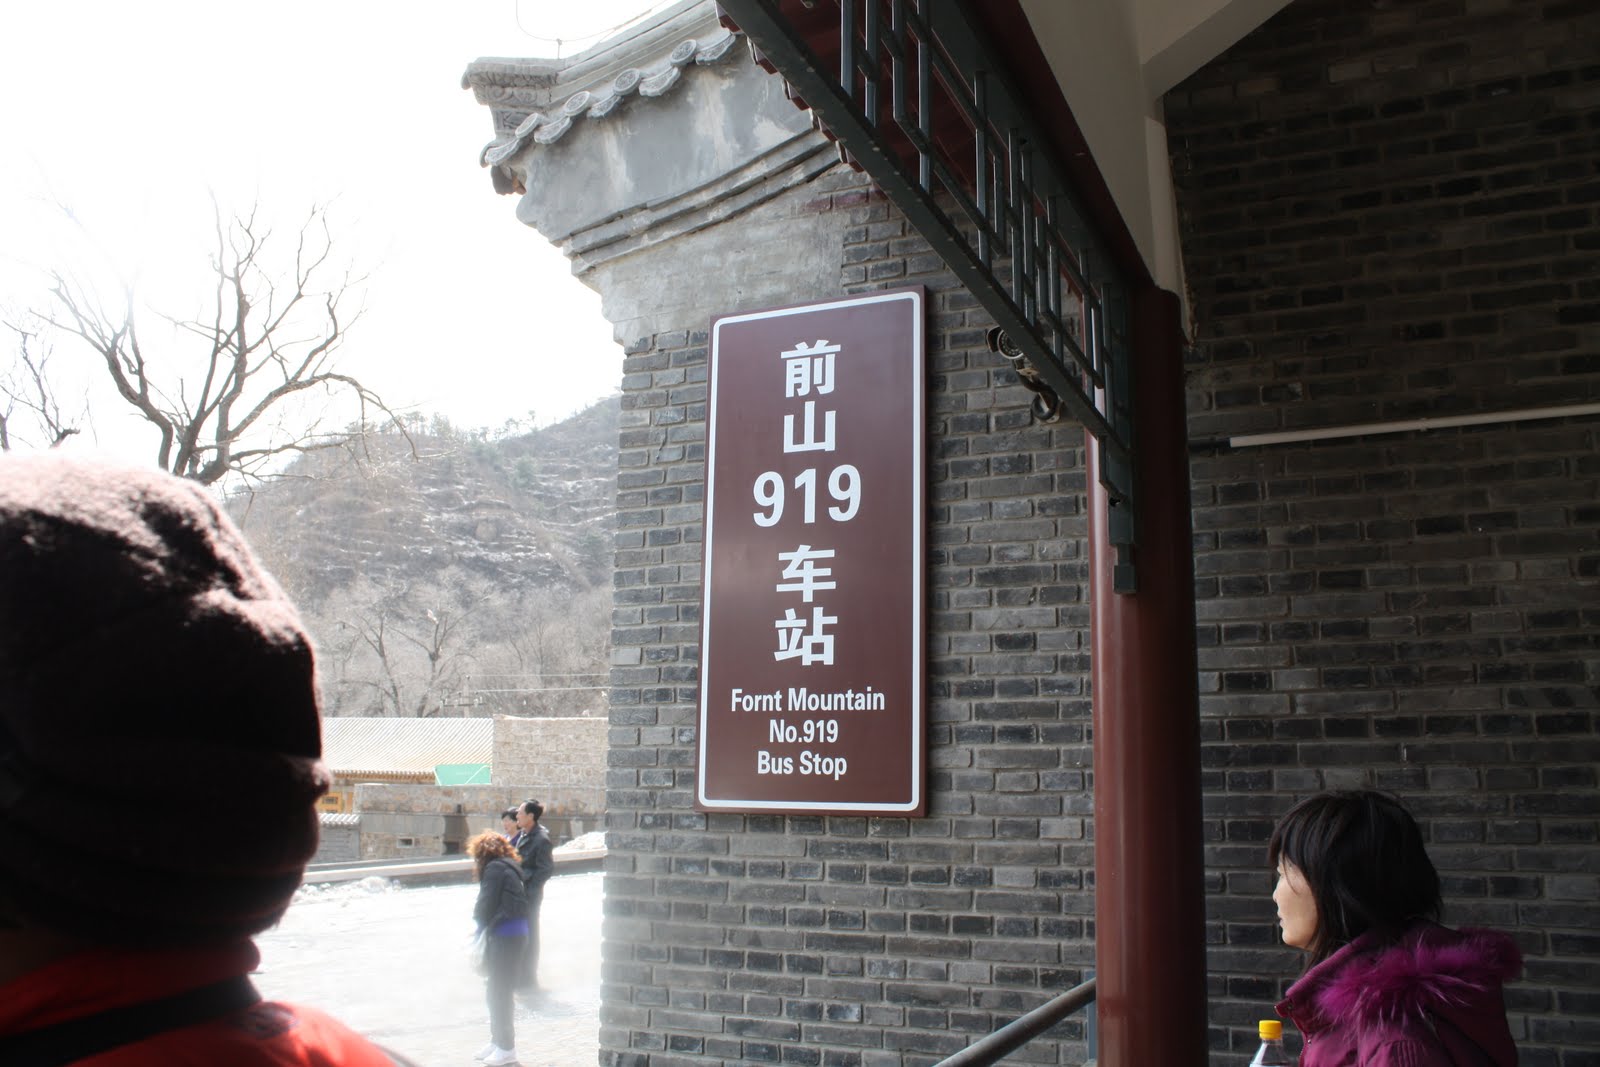 前
山
919
车
站
Fornt Mountain
No.919
Bus Stop